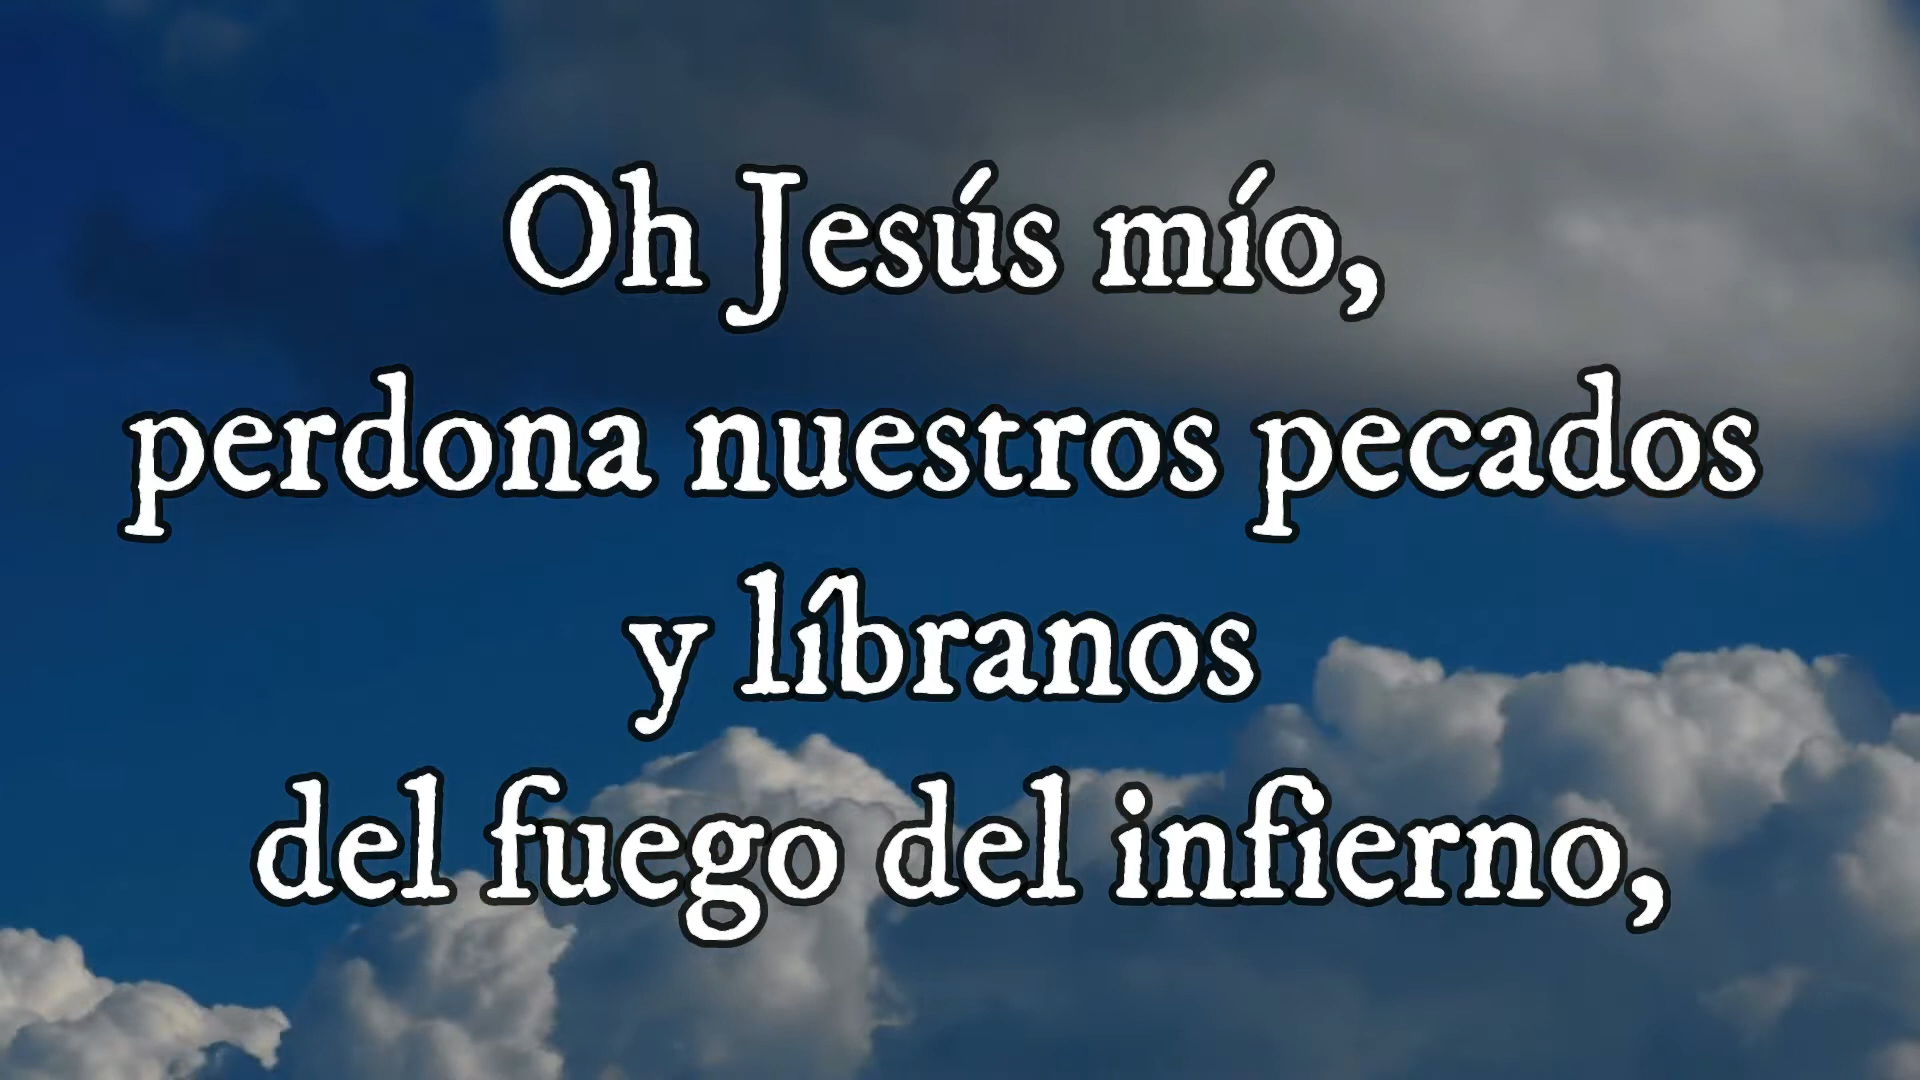 Oh Jesús mío,
perdona nuestros pecados
y líbranos
del fuego del infierno,